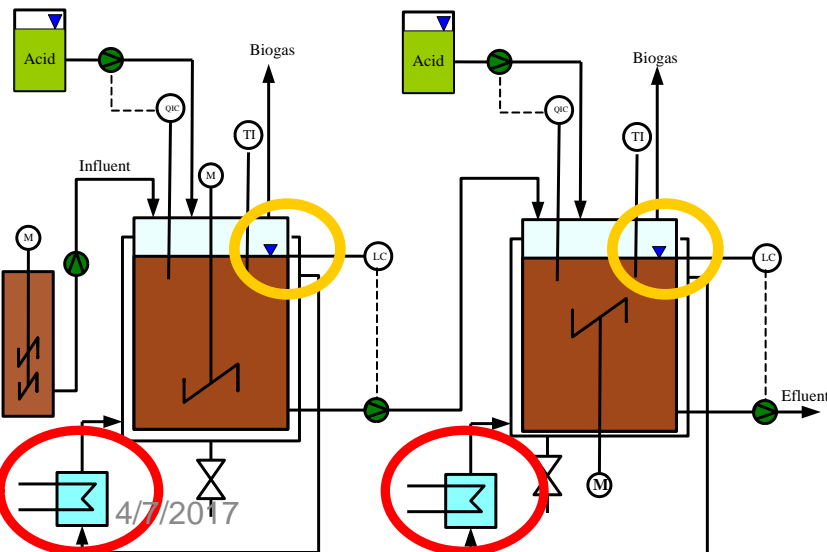 Acid
Biogas
QIC
TI
Influent
M
M
LC
Acid
Biogas
QIC
TI
LC
Efluent
M
4/7/2017